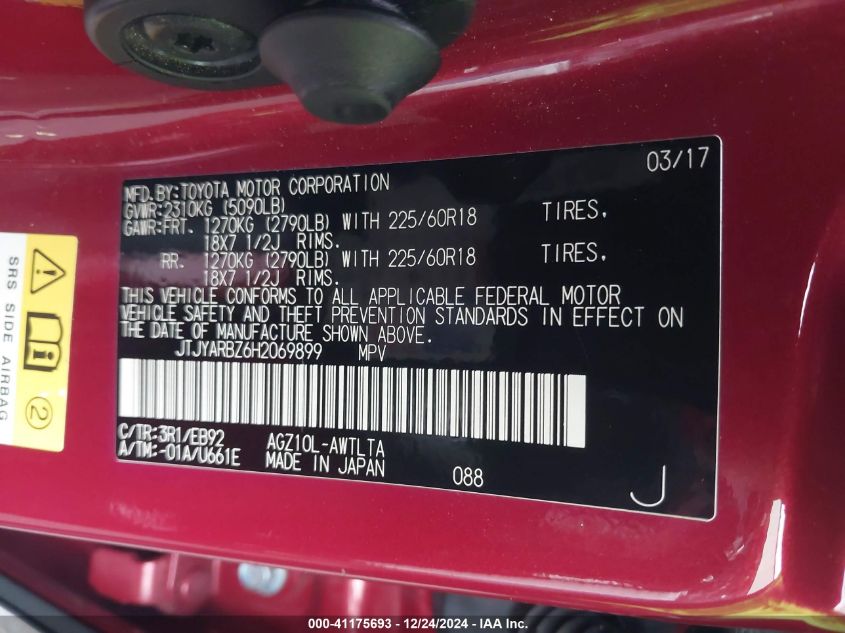 03/17
MFD.BY:TOYOTA MOTOR CORPORATION
GVWR:2310KG (5090LB)
GAWR:FRT. 1270KG (2790LB) WITH 225/60R18 TIRES,
18X7 1/2J RIMS.
RR. 1270KG (2790LB) WITH 225/60R18 TIRES,
18X7 1/2J RIMS.
THIS VEHICLE CONFORMS TO ALL APPLICABLE FEDERAL MOTOR
VEHICLE SAFETY AND THEFT PREVENTION STANDARDS IN EFFECT ON
THE DATE OF MANUFACTURE SHOWN ABOVE.
JTJYARBZ6H2069899 MPV
C/TR:3R1/EB92 AGZ10L-AWTLTA
A/TM:-01A/U661E MADE IN JAPAN
088
J
SRS SIDE AIRBAG
2
000-41175693 - 12/24/2024 - IAA Inc.